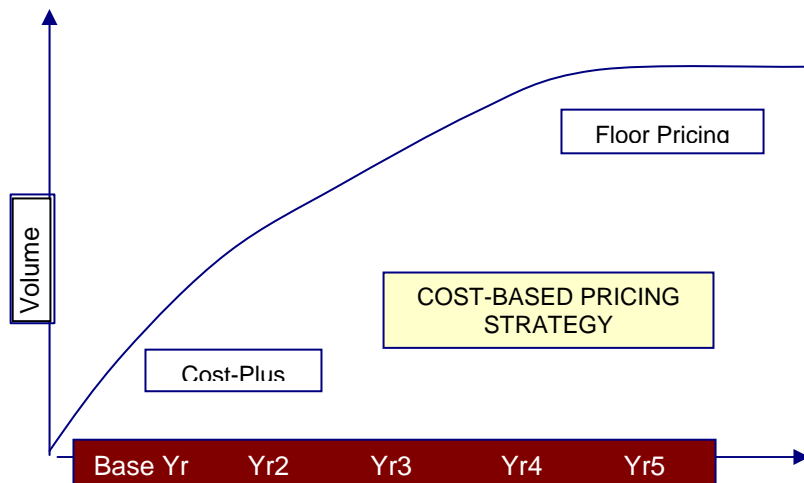 Floor Pricing
Volume
COST-BASED PRICING
STRATEGY
Cost-Plus
Base Yr Yr2 Yr3 Yr4 Yr5